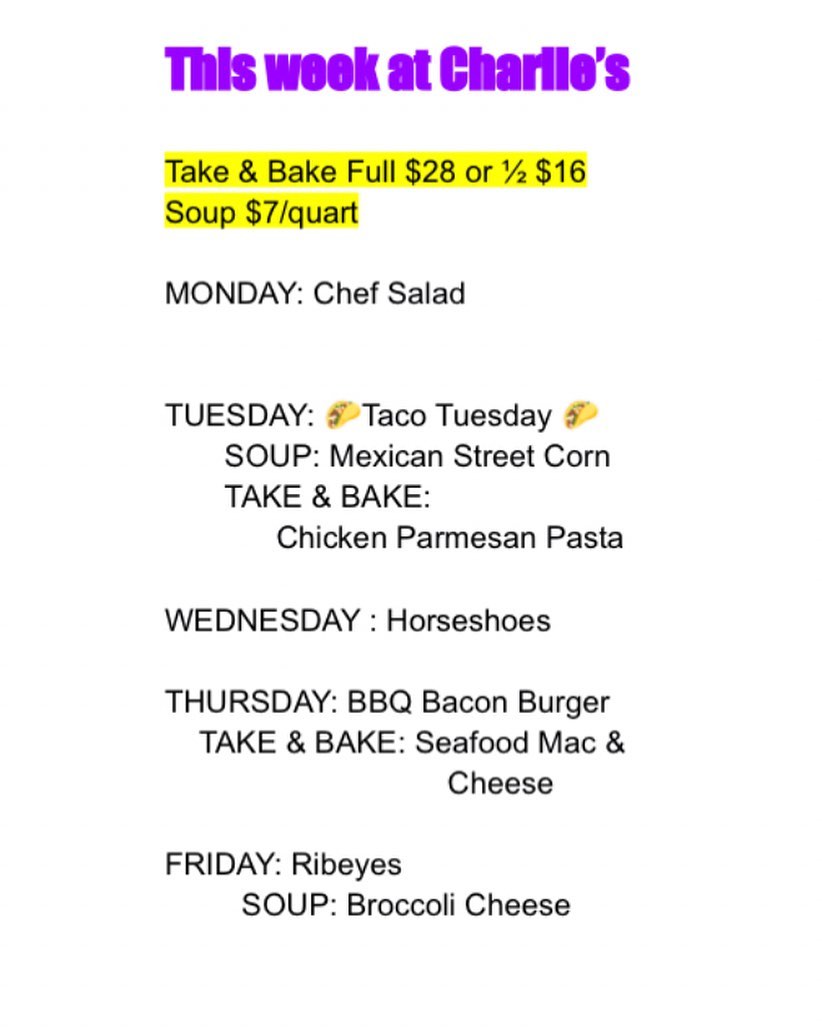 This week at Charlie's
Take & Bake Full $28 or ½ $16
Soup $7/quart
MONDAY: Chef Salad
TUESDAY: 🌮Taco Tuesday 🌮
SOUP: Mexican Street Corn
TAKE & BAKE:
Chicken Parmesan Pasta
WEDNESDAY : Horseshoes
THURSDAY: BBQ Bacon Burger
TAKE & BAKE: Seafood Mac &
Cheese
FRIDAY: Ribeyes
SOUP: Broccoli Cheese